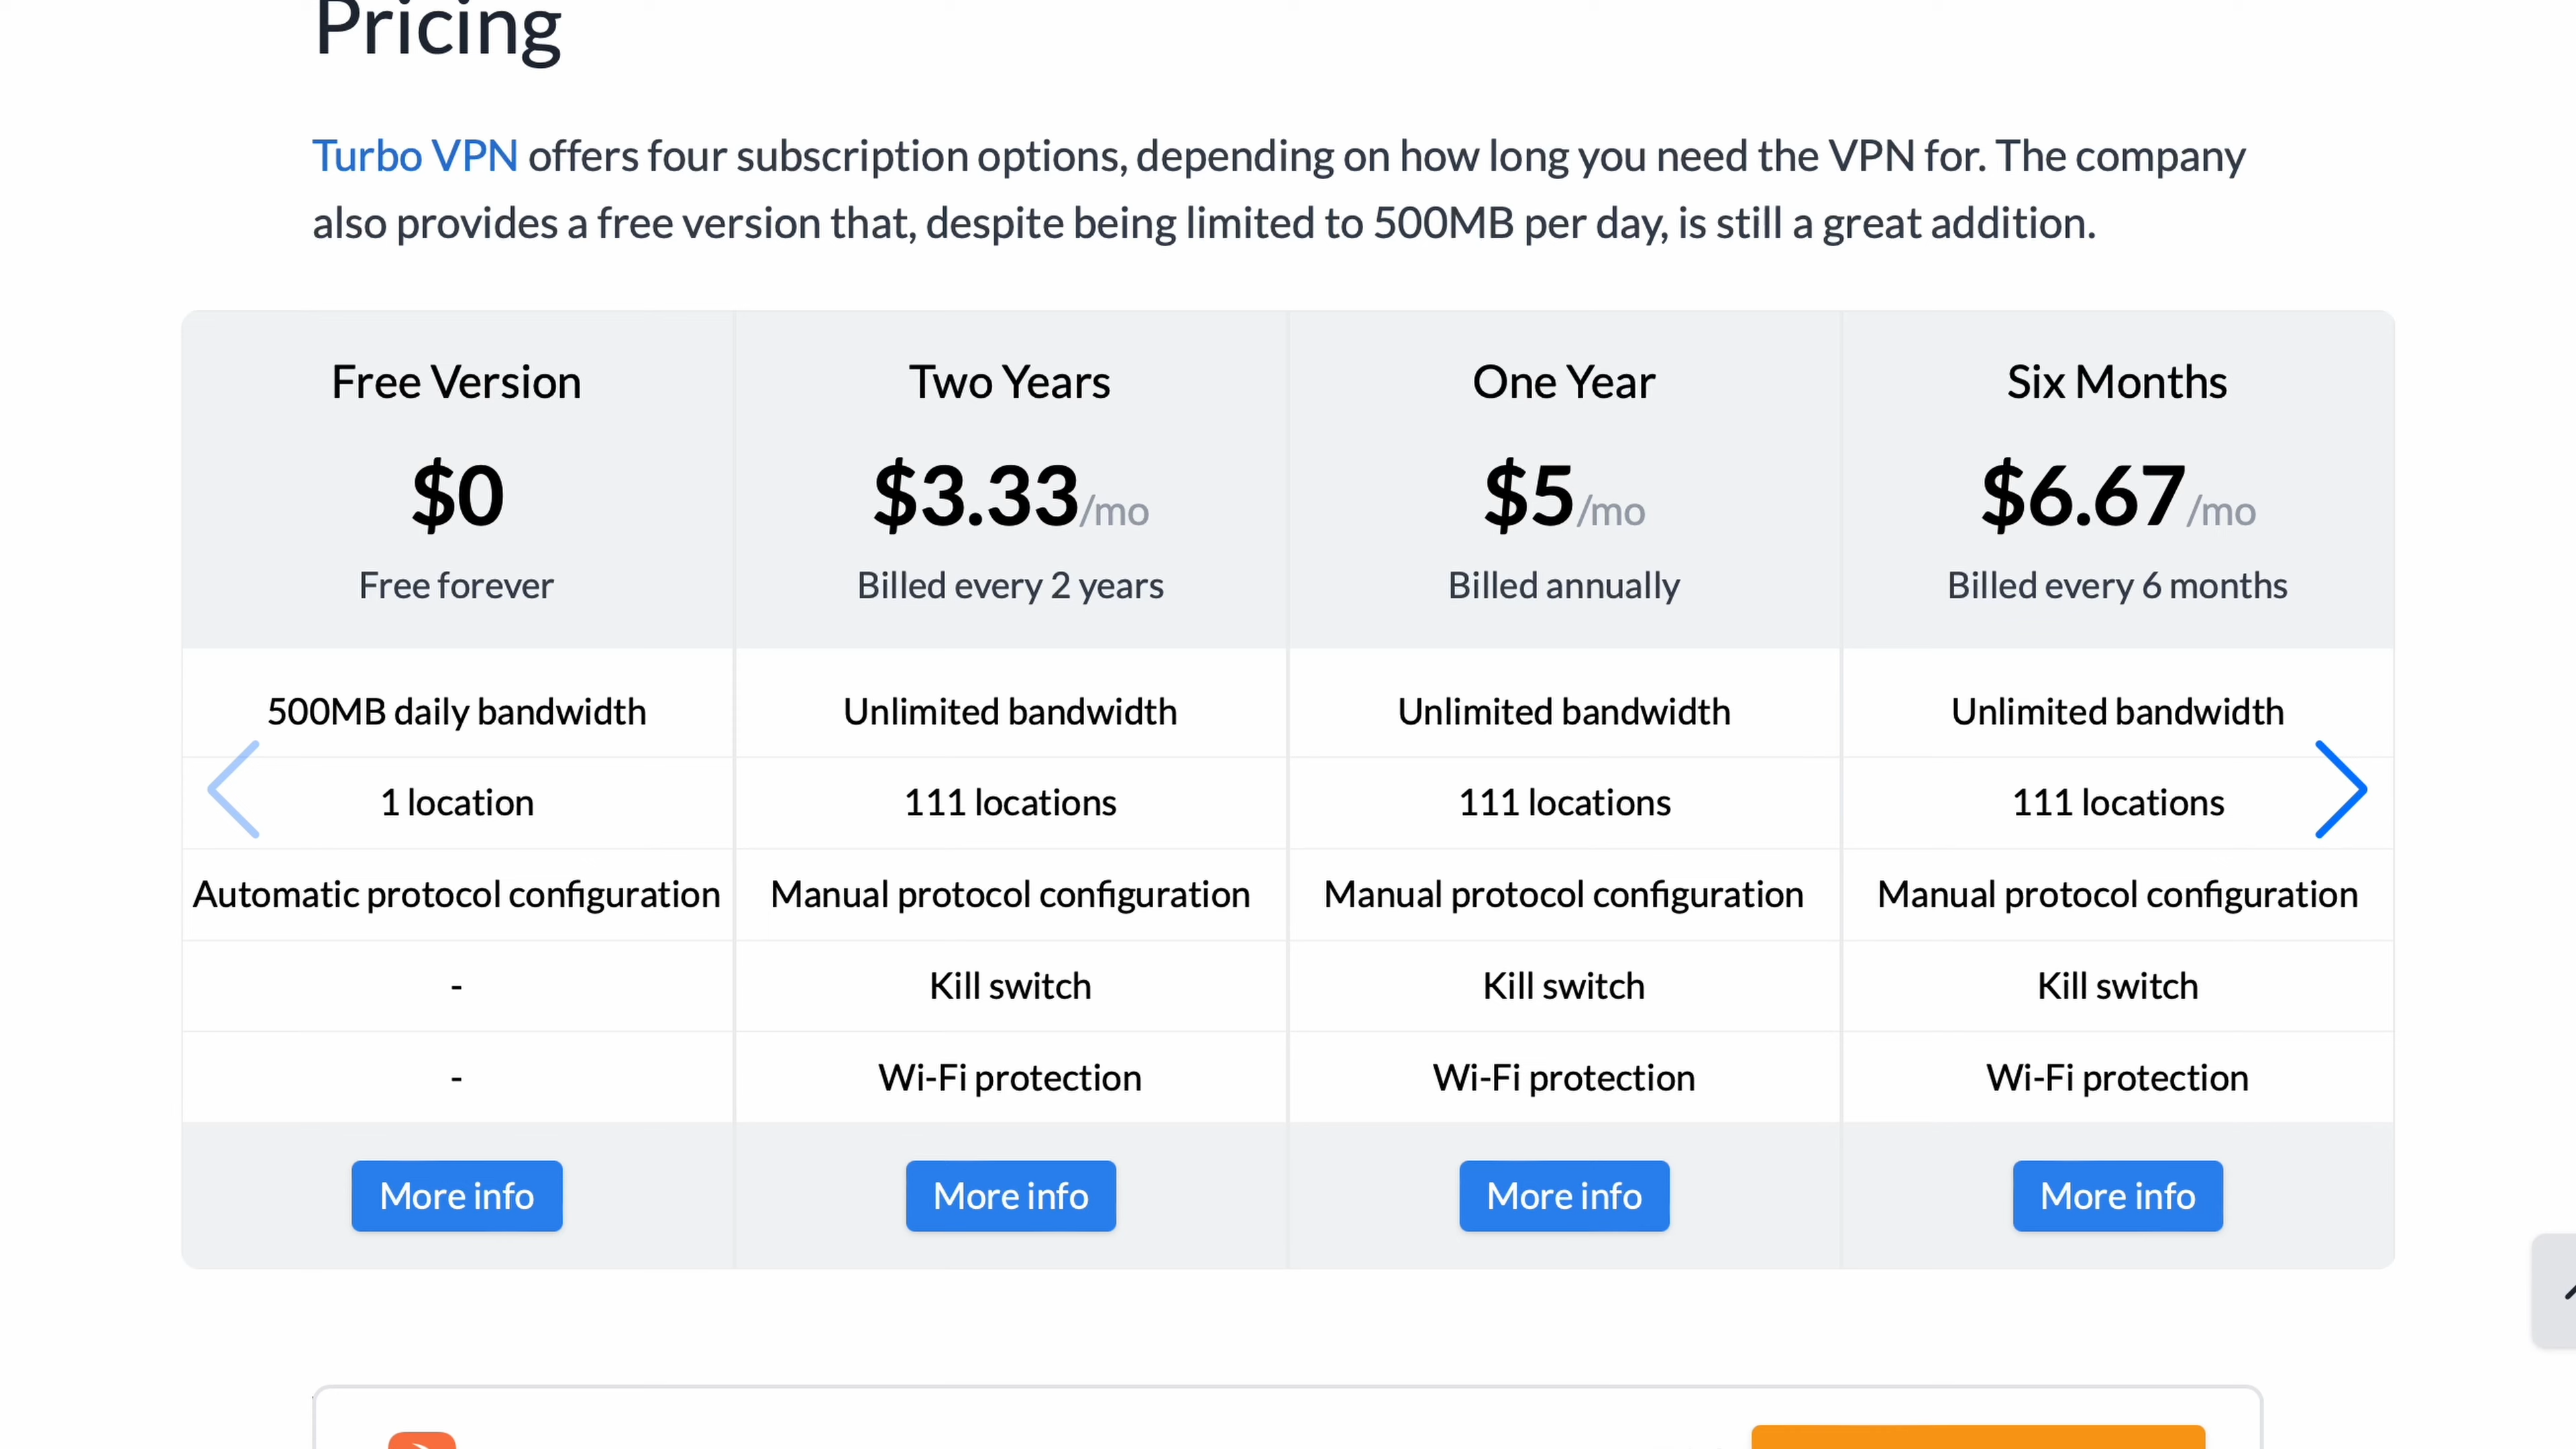 Pricing
Turbo VPN offers four subscription options, depending on how long you need the VPN for. The company
also provides a free version that, despite being limited to 500MB per day, is still a great addition.
Free Version
$0
Free forever
500MB daily bandwidth
1 location
Automatic protocol configuration
-
-
More info
Two Years
$3.33/mo
Billed every 2 years
Unlimited bandwidth
111 locations
Manual protocol configuration
Kill switch
Wi-Fi protection
More info
One Year
$5/mo
Billed annually
Unlimited bandwidth
111 locations
Manual protocol configuration
Kill switch
Wi-Fi protection
More info
Six Months
$6.67/mo
Billed every 6 months
Unlimited bandwidth
111 locations
Manual protocol configuration
Kill switch
Wi-Fi protection
More info